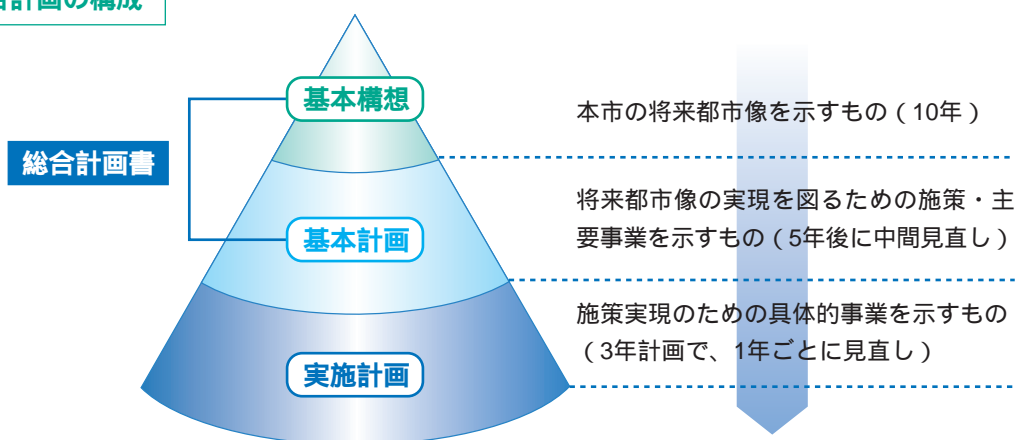 合計画の構成
基本構想
本市の将来都市像を示すもの（10年）
総合計画書
将来都市像の実現を図るための施策・主
要事業を示すもの（5年後に中間見直し）
基本計画
施策実現のための具体的事業を示すもの
（3年計画で、1年ごとに見直し）
実施計画